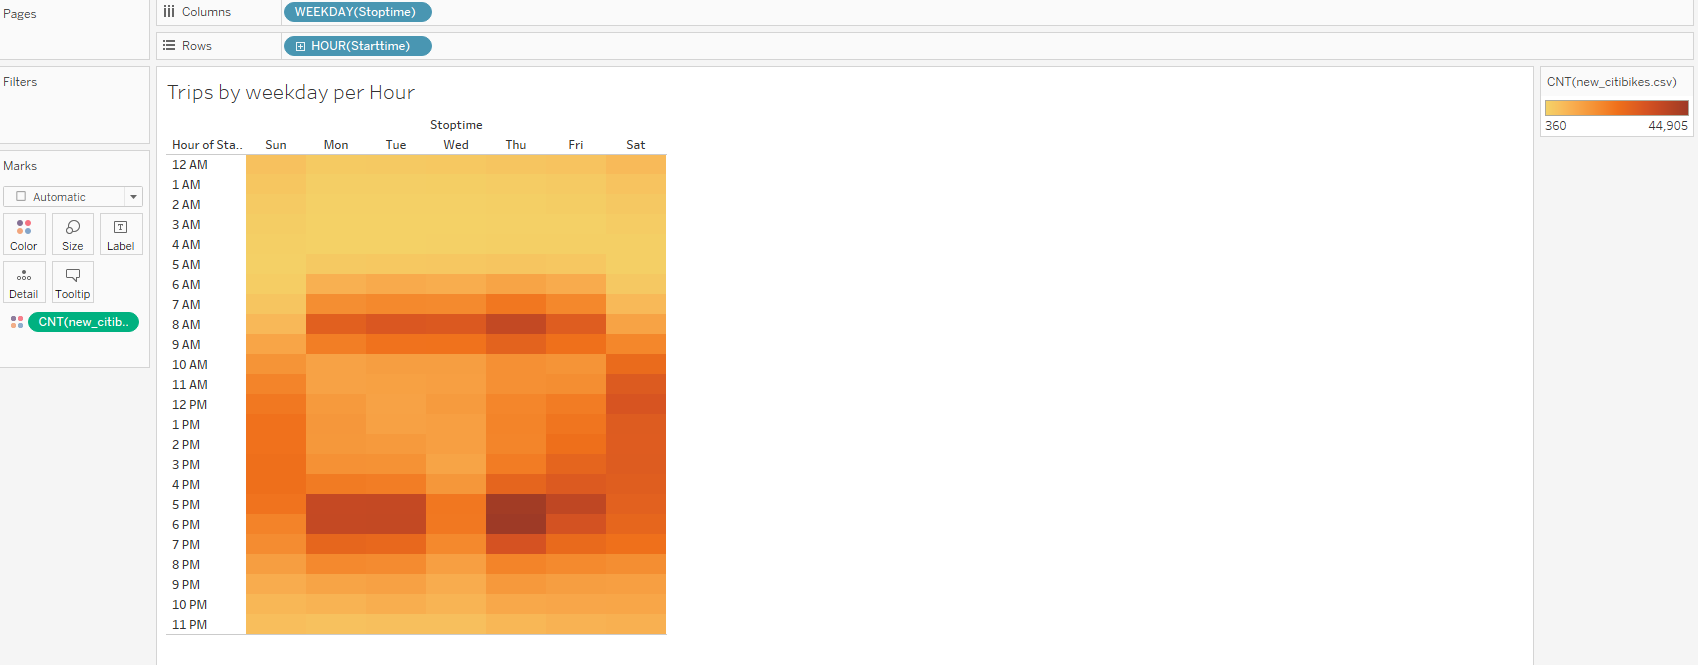 Pages
Columns
WEEKDAY(Stoptime)
Rows
HOUR(Starttime)
Filters
Marks
Automatic
Color
Size
Label
Detail
Tooltip
CNT(new_citib..
Trips by weekday per Hour
Stoptime
Hour of Sta.. Sun Mon Tue Wed Thu Fri Sat
12 AM
1 AM
2 AM
3 AM
4 AM
5 AM
6 AM
7 AM
8 AM
9 AM
10 AM
11 AM
12 PM
1 PM
2 PM
3 PM
4 PM
5 PM
6 PM
7 PM
8 PM
9 PM
10 PM
11 PM
CNT(new_citibikes.csv)
360 44,905